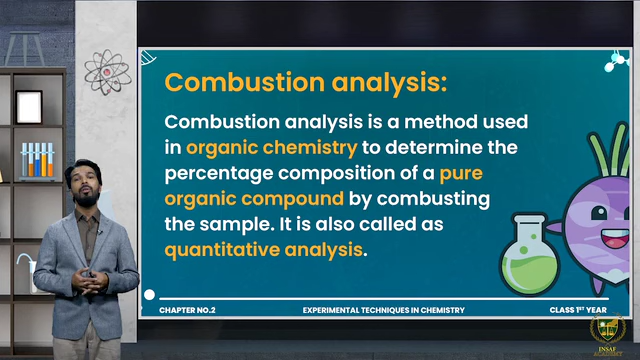 Combustion analysis:
Combustion analysis is a method used
in organic chemistry to determine the
percentage composition of a pure
organic compound by combusting
the sample. It is also called as
quantitative analysis.
CHAPTER NO.2 EXPERIMENTAL TECHNIQUES IN CHEMISTRY CLASS 1ST YEAR
INSAF
ACADEMY